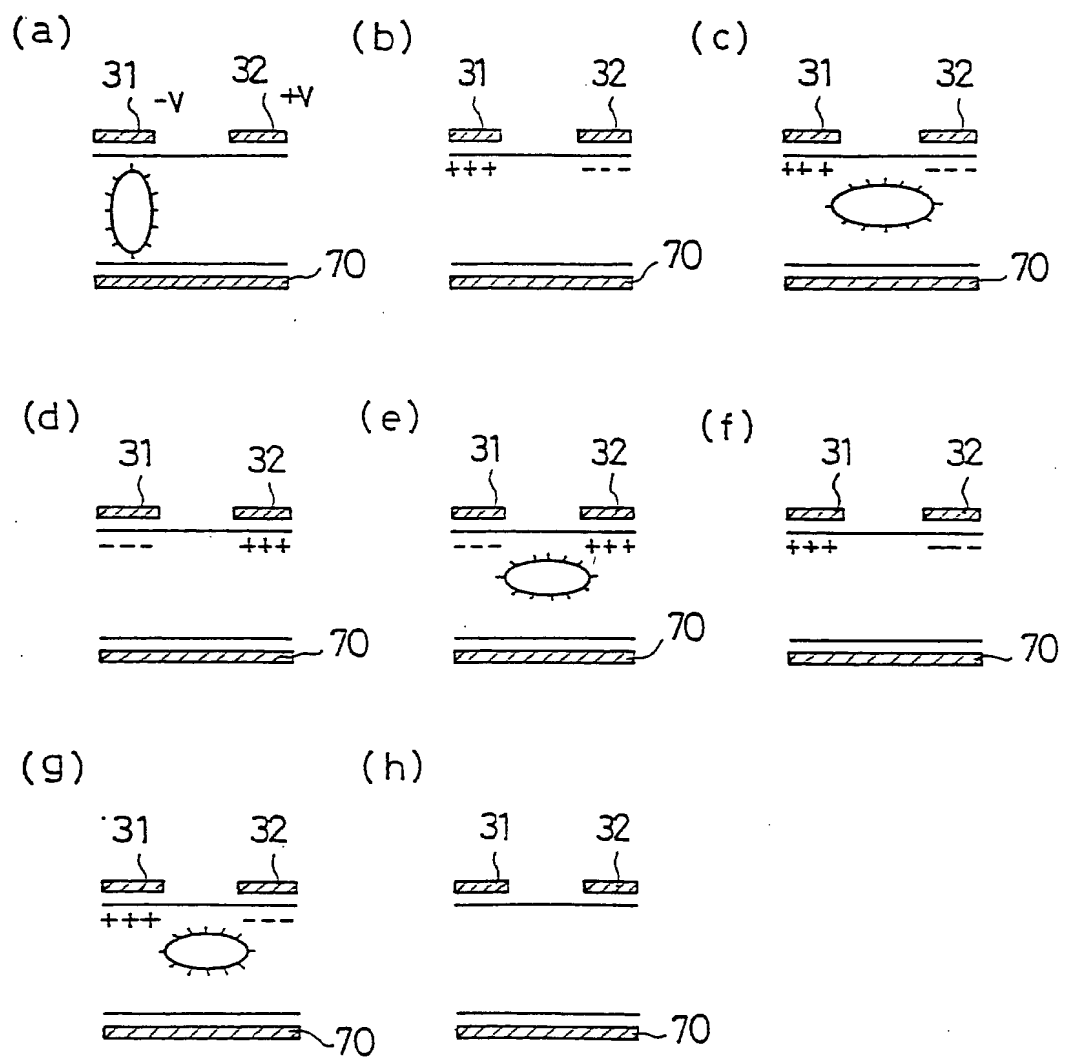 (a) (b) (c)
31 -V 32 +V 31 32 31 32
+++ --- +++ ---
70 70 70
(d) (e) (f)
31 32 31 32 31 32
--- +++ --- +++ +++ ---
70 70 70
(g) (h)
31 32 31 32
+++ ---
70 70